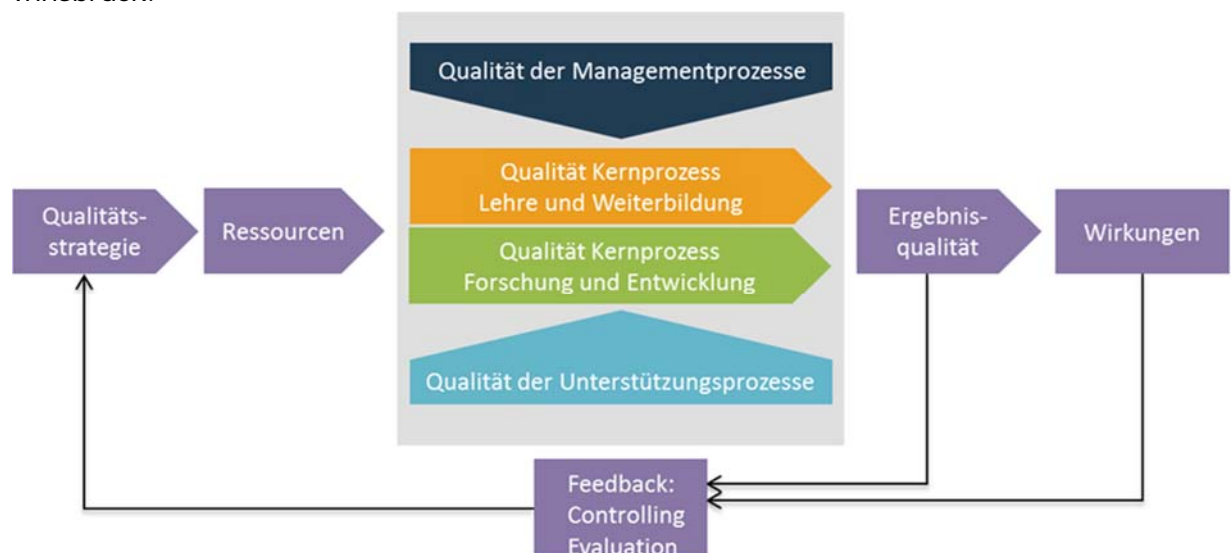 Qualität der Managementprozesse
Qualität Kernprozess
Lehre und Weiterbildung
Qualitäts-
strategie
Ressourcen
Qualität Kernprozess
Forschung und Entwicklung
Ergebnis-
qualität
Wirkungen
Qualität der Unterstützungsprozesse
Feedback:
Controlling
Evaluation